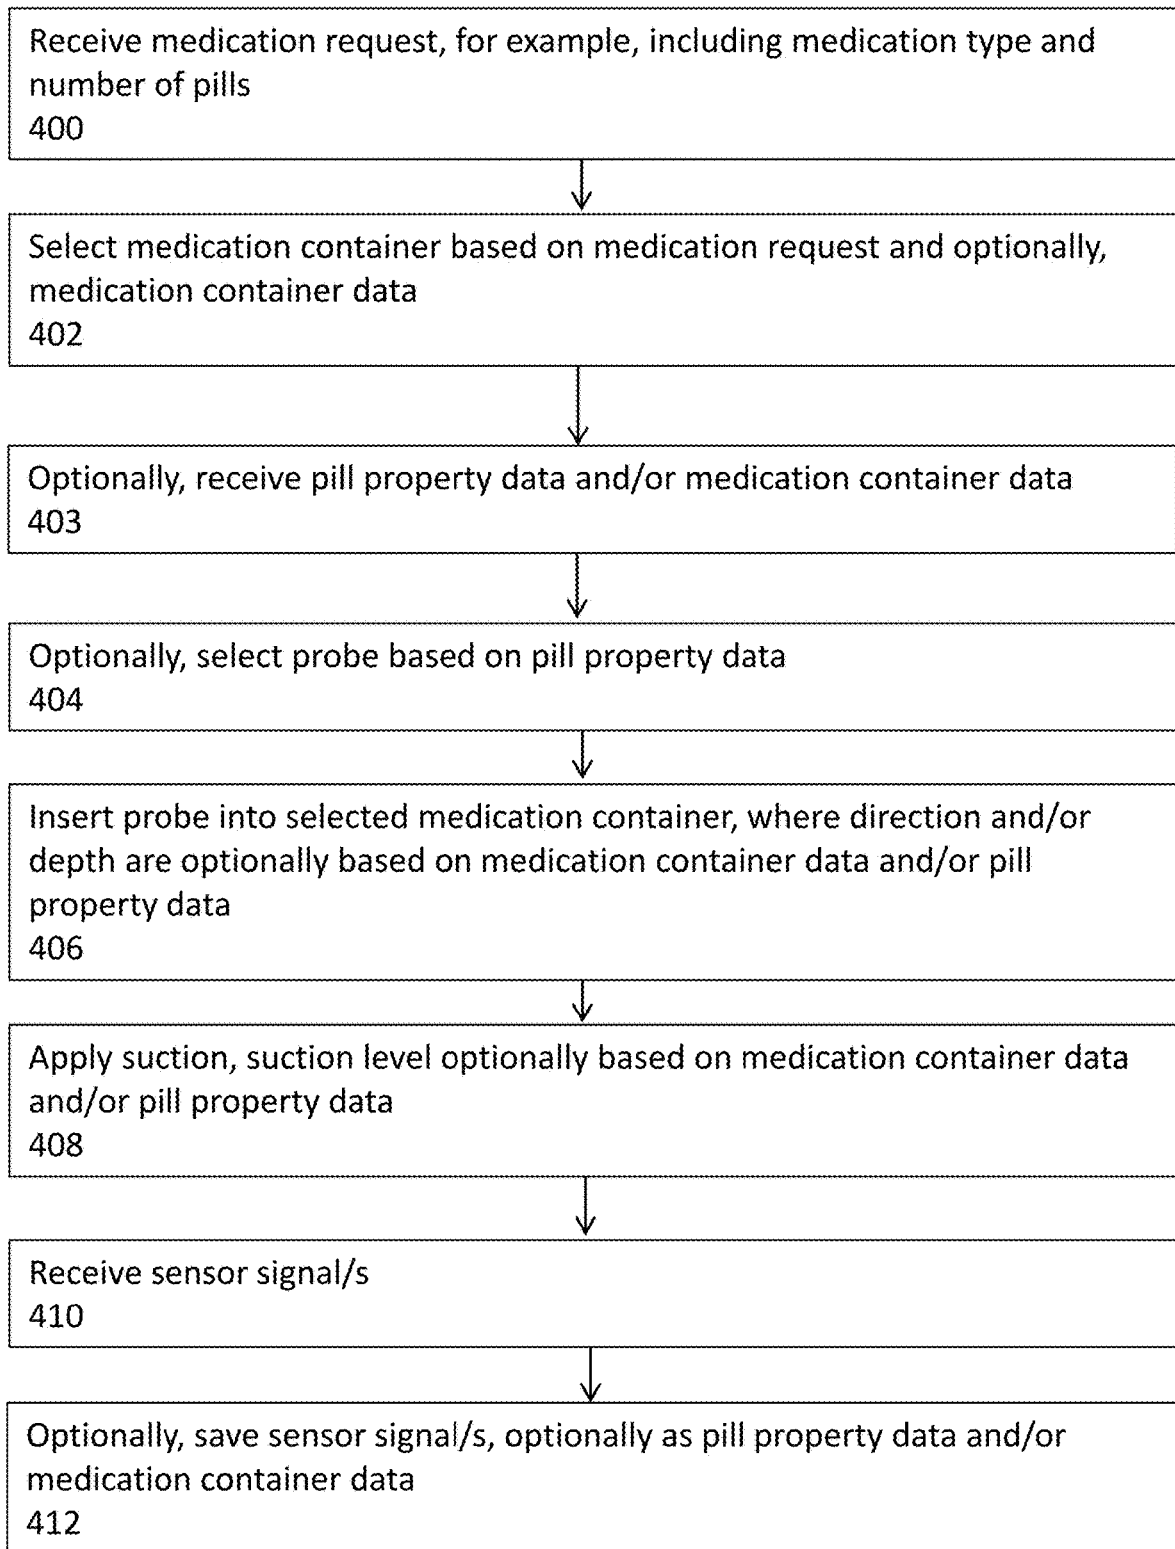 Receive medication request, for example, including medication type and
number of pills
400
Select medication container based on medication request and optionally,
medication container data
402
Optionally, receive pill property data and/or medication container data
403
Optionally, select probe based on pill property data
404
Insert probe into selected medication container, where direction and/or
depth are optionally based on medication container data and/or pill
property data
406
Apply suction, suction level optionally based on medication container data
and/or pill property data
408
Receive sensor signal/s
410
Optionally, save sensor signal/s, optionally as pill property data and/or
medication container data
412